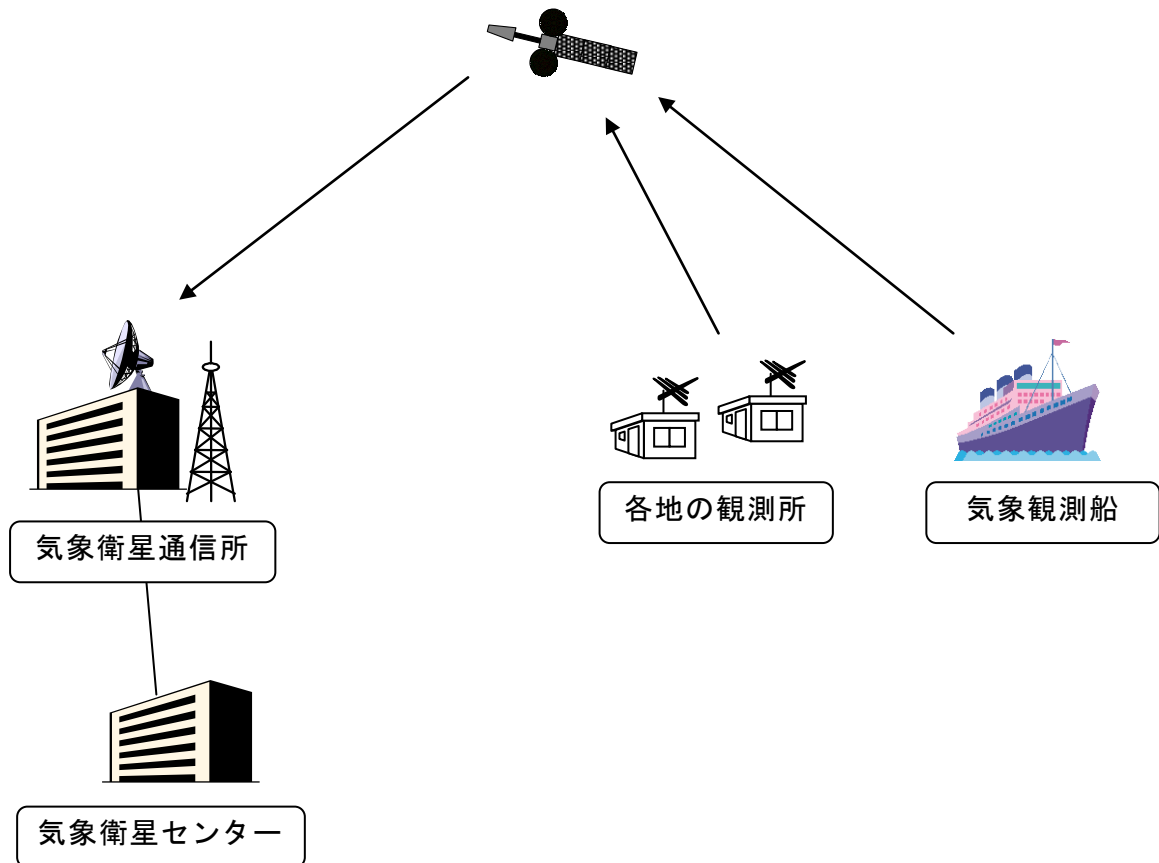 各地の観測所
気象観測船
気象衛星通信所
気象衛星センター